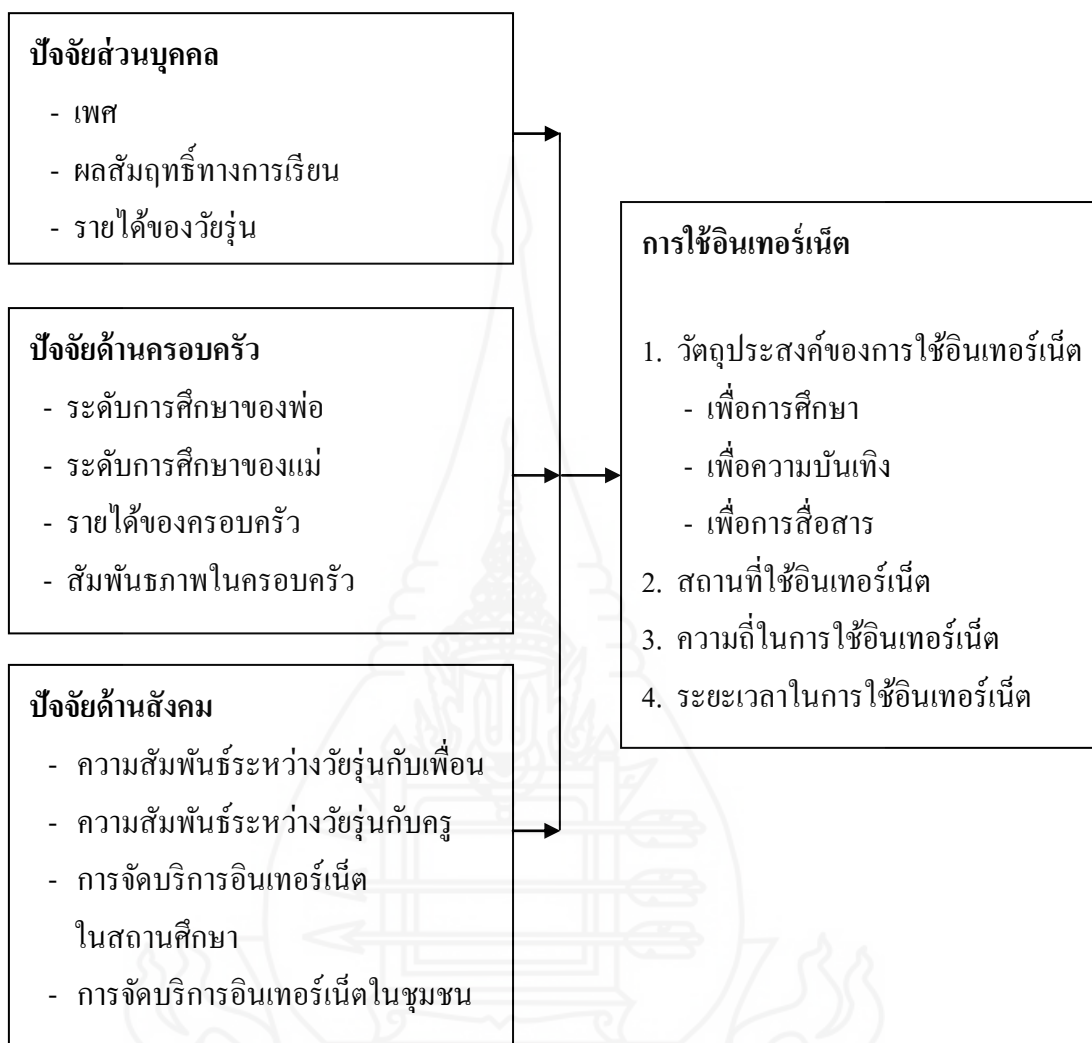 ปัจจัยส่วนบุคคล
- เพศ
- ผลสัมฤทธิ์ทางการเรียน
- รายได้ของวัยรุ่น
ปัจจัยด้านครอบครัว
- ระดับการศึกษาของพ่อ
- ระดับการศึกษาของแม่
- รายได้ของครอบครัว
- สัมพันธภาพในครอบครัว
ปัจจัยด้านสังคม
- ความสัมพันธ์ระหว่างวัยรุ่นกับเพื่อน
- ความสัมพันธ์ระหว่างวัยรุ่นกับครู
- การจัดบริการอินเทอร์เน็ต
ในสถานศึกษา
- การจัดบริการอินเทอร์เน็ตในชุมชน
การใช้อินเทอร์เน็ต
1. วัตถุประสงค์ของการใช้อินเทอร์เน็ต
- เพื่อการศึกษา
- เพื่อความบันเทิง
- เพื่อการสื่อสาร
2. สถานที่ใช้อินเทอร์เน็ต
3. ความถี่ในการใช้อินเทอร์เน็ต
4. ระยะเวลาในการใช้อินเทอร์เน็ต